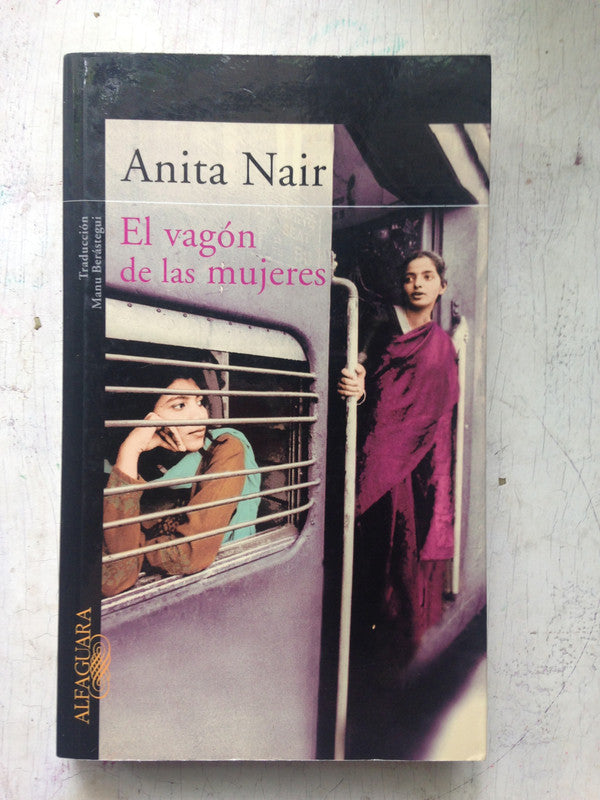 Anita Nair
El vagón
de las mujeres
Traducción
Manu Berástegui
ALFAGUARA